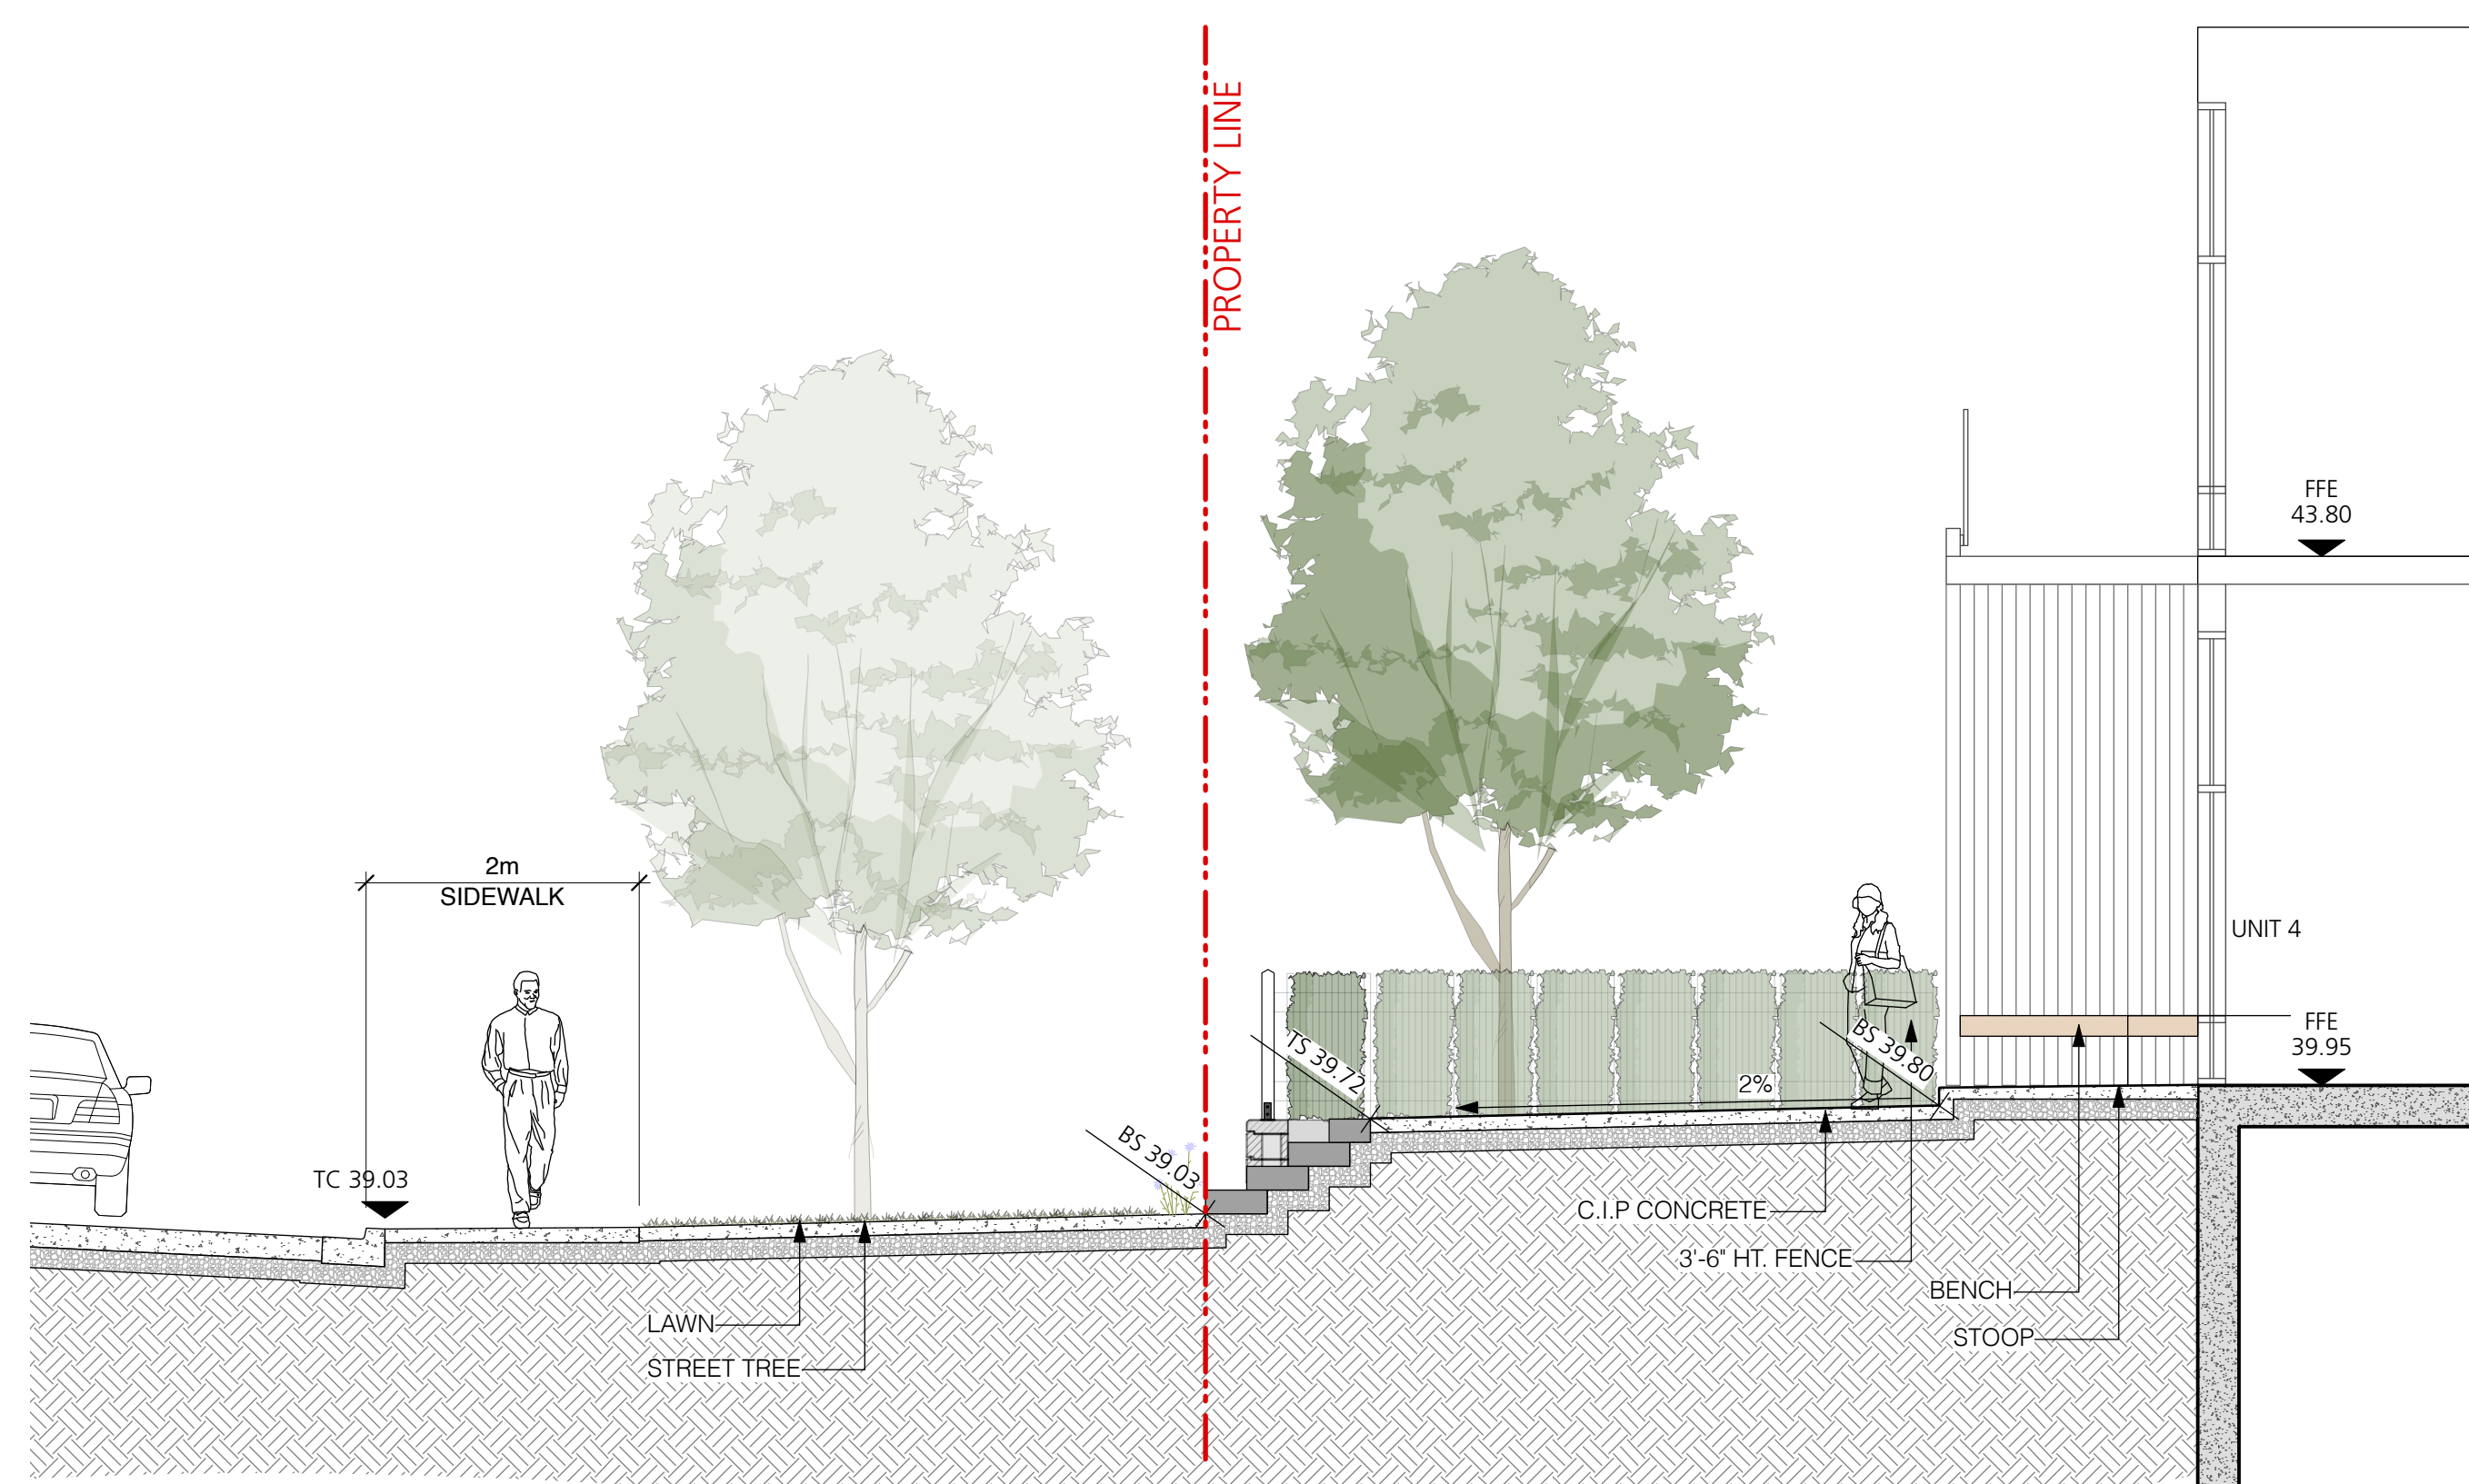 PROPERTY LINE
FFE
43.80
2m
SIDEWALK
UNIT 4
FFE
39.95
TS 39.72
BS 39.80
2%
BS 39.03
TC 39.03
C.I.P CONCRETE
3'-6" HT. FENCE
BENCH
LAWN
STOOP
STREET TREE